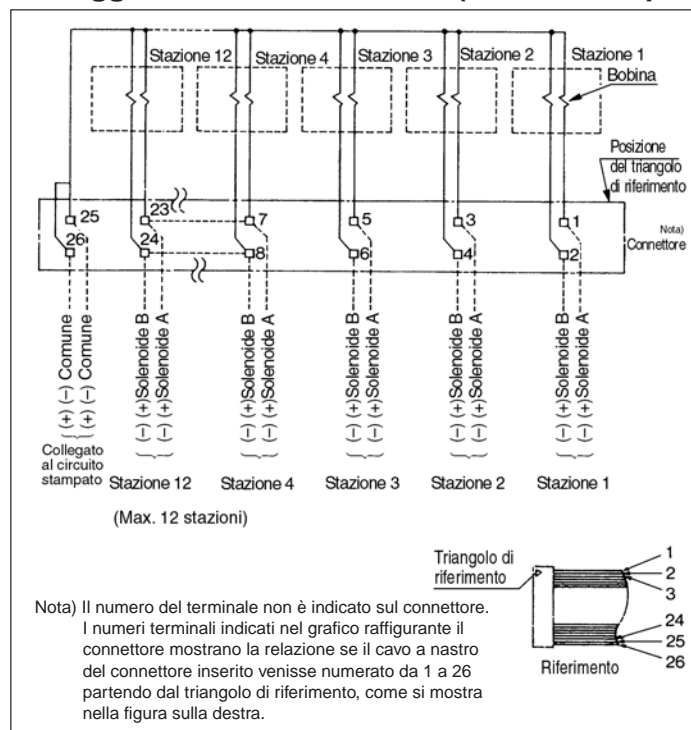 Stazione 12
Stazione 4
Stazione 3
Stazione 2
Stazione 1
Bobina
Posizione
del triangolo
di riferimento
25
23
7
5
3
1
Nota)
Connettore
26
24
8
6
4
2
(+) (−) Comune
(+) (−) Comune
(−) (+)Solenoide B
(−) (+)Solenoide A
(−) (+)Solenoide B
(−) (+)Solenoide A
(−) (+)Solenoide B
(−) (+)Solenoide A
(−) (+)Solenoide B
(−) (+)Solenoide A
(−) (+)Solenoide B
(−) (+)Solenoide A
Collegato
al circuito
stampato
Stazione 12
Stazione 4
Stazione 3
Stazione 2
Stazione 1
(Max. 12 stazioni)
Triangolo di
riferimento
1
2
3
24
25
26
Riferimento
Nota) Il numero del terminale non è indicato sul connettore.
I numeri terminali indicati nel grafico raffigurante il
connettore mostrano la relazione se il cavo a nastro
del connettore inserito venisse numerato da 1 a 26
partendo dal triangolo di riferimento, come si mostra
nella figura sulla destra.